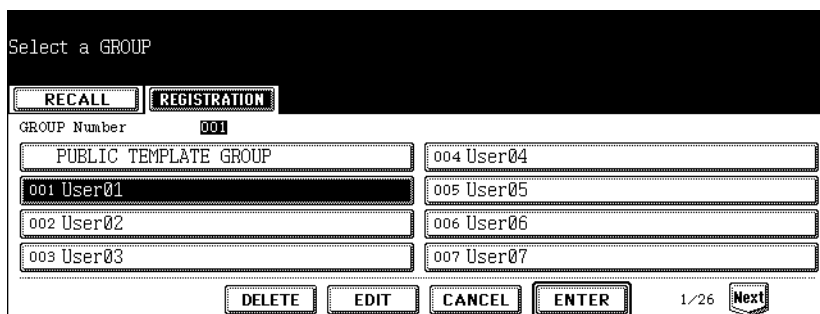 Select a GROUP
RECALL REGISTRATION
GROUP Number 001
PUBLIC TEMPLATE GROUP
001 User01
002 User02
003 User03
004 User04
005 User05
006 User06
007 User07
DELETE EDIT CANCEL ENTER 1/26 Next